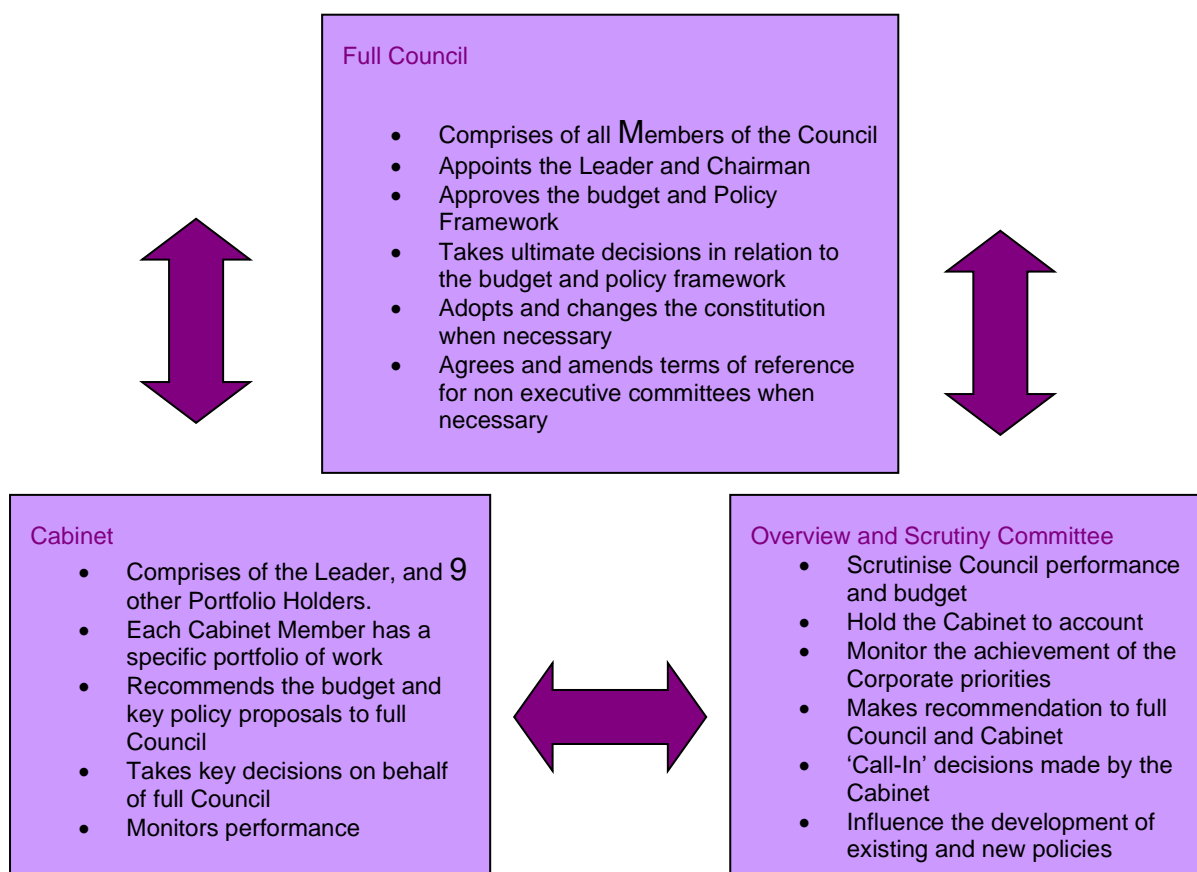 Full Council
• Comprises of all Members of the Council
• Appoints the Leader and Chairman
• Approves the budget and Policy
Framework
• Takes ultimate decisions in relation to
the budget and policy framework
• Adopts and changes the constitution
when necessary
• Agrees and amends terms of reference
for non executive committees when
necessary
Cabinet
• Comprises of the Leader, and 9
other Portfolio Holders.
• Each Cabinet Member has a
specific portfolio of work
• Recommends the budget and
key policy proposals to full
Council
• Takes key decisions on behalf
of full Council
• Monitors performance
Overview and Scrutiny Committee
• Scrutinise Council performance
and budget
• Hold the Cabinet to account
• Monitor the achievement of the
Corporate priorities
• Makes recommendation to full
Council and Cabinet
• ‘Call-In’ decisions made by the
Cabinet
• Influence the development of
existing and new policies